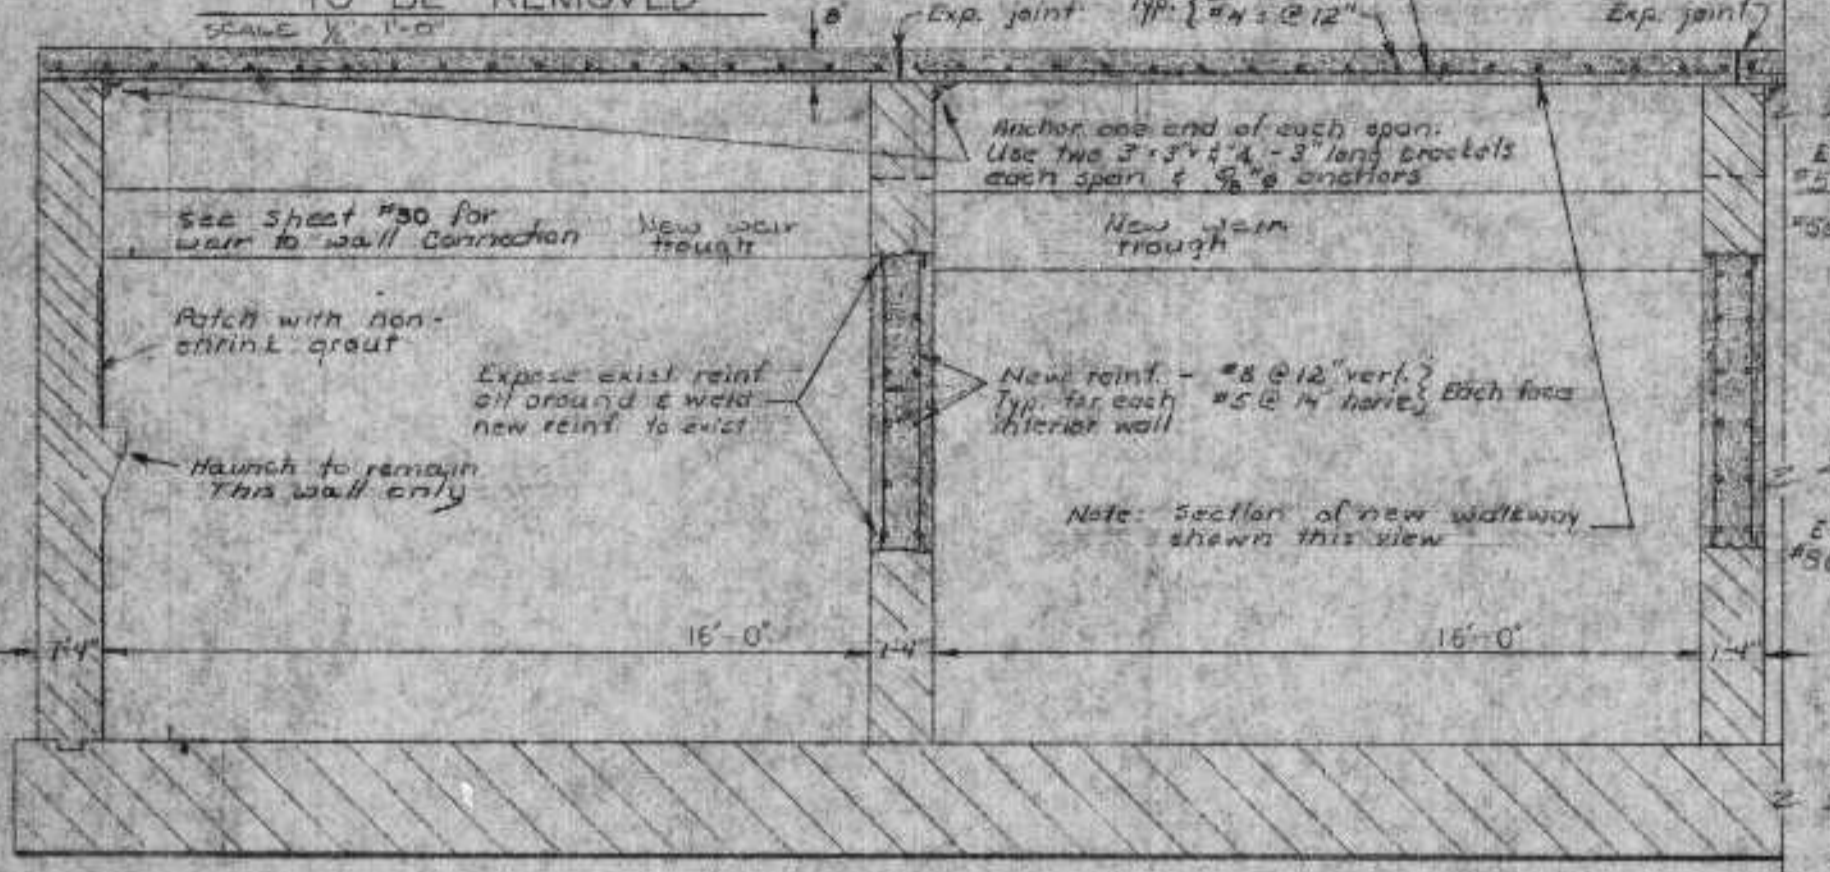 TO BE REMOVED
SCALE ½" = 1'-0"
8"
Exp. joint
Typ. { #4's @ 12"
Exp. joint
Anchor one end of each span.
Use two 3"x3"x ¼" - 3" long brackets
each span & ⅝"ø anchors
See sheet #30 for
weir to wall connection
New weir
trough
New weir
trough
Patch with non-
shrink grout
Expose exist reinf
all around & weld
new reinf. to exist
New reinf. - #8 @ 12" vert. }
Typ. for each #5 @ 14" horiz. } Each face
interior wall
Haunch to remain
This wall only
Note: Section of new walkway
shown this view
1'-4"
16'-0"
1'-4"
16'-0"
1'-4"